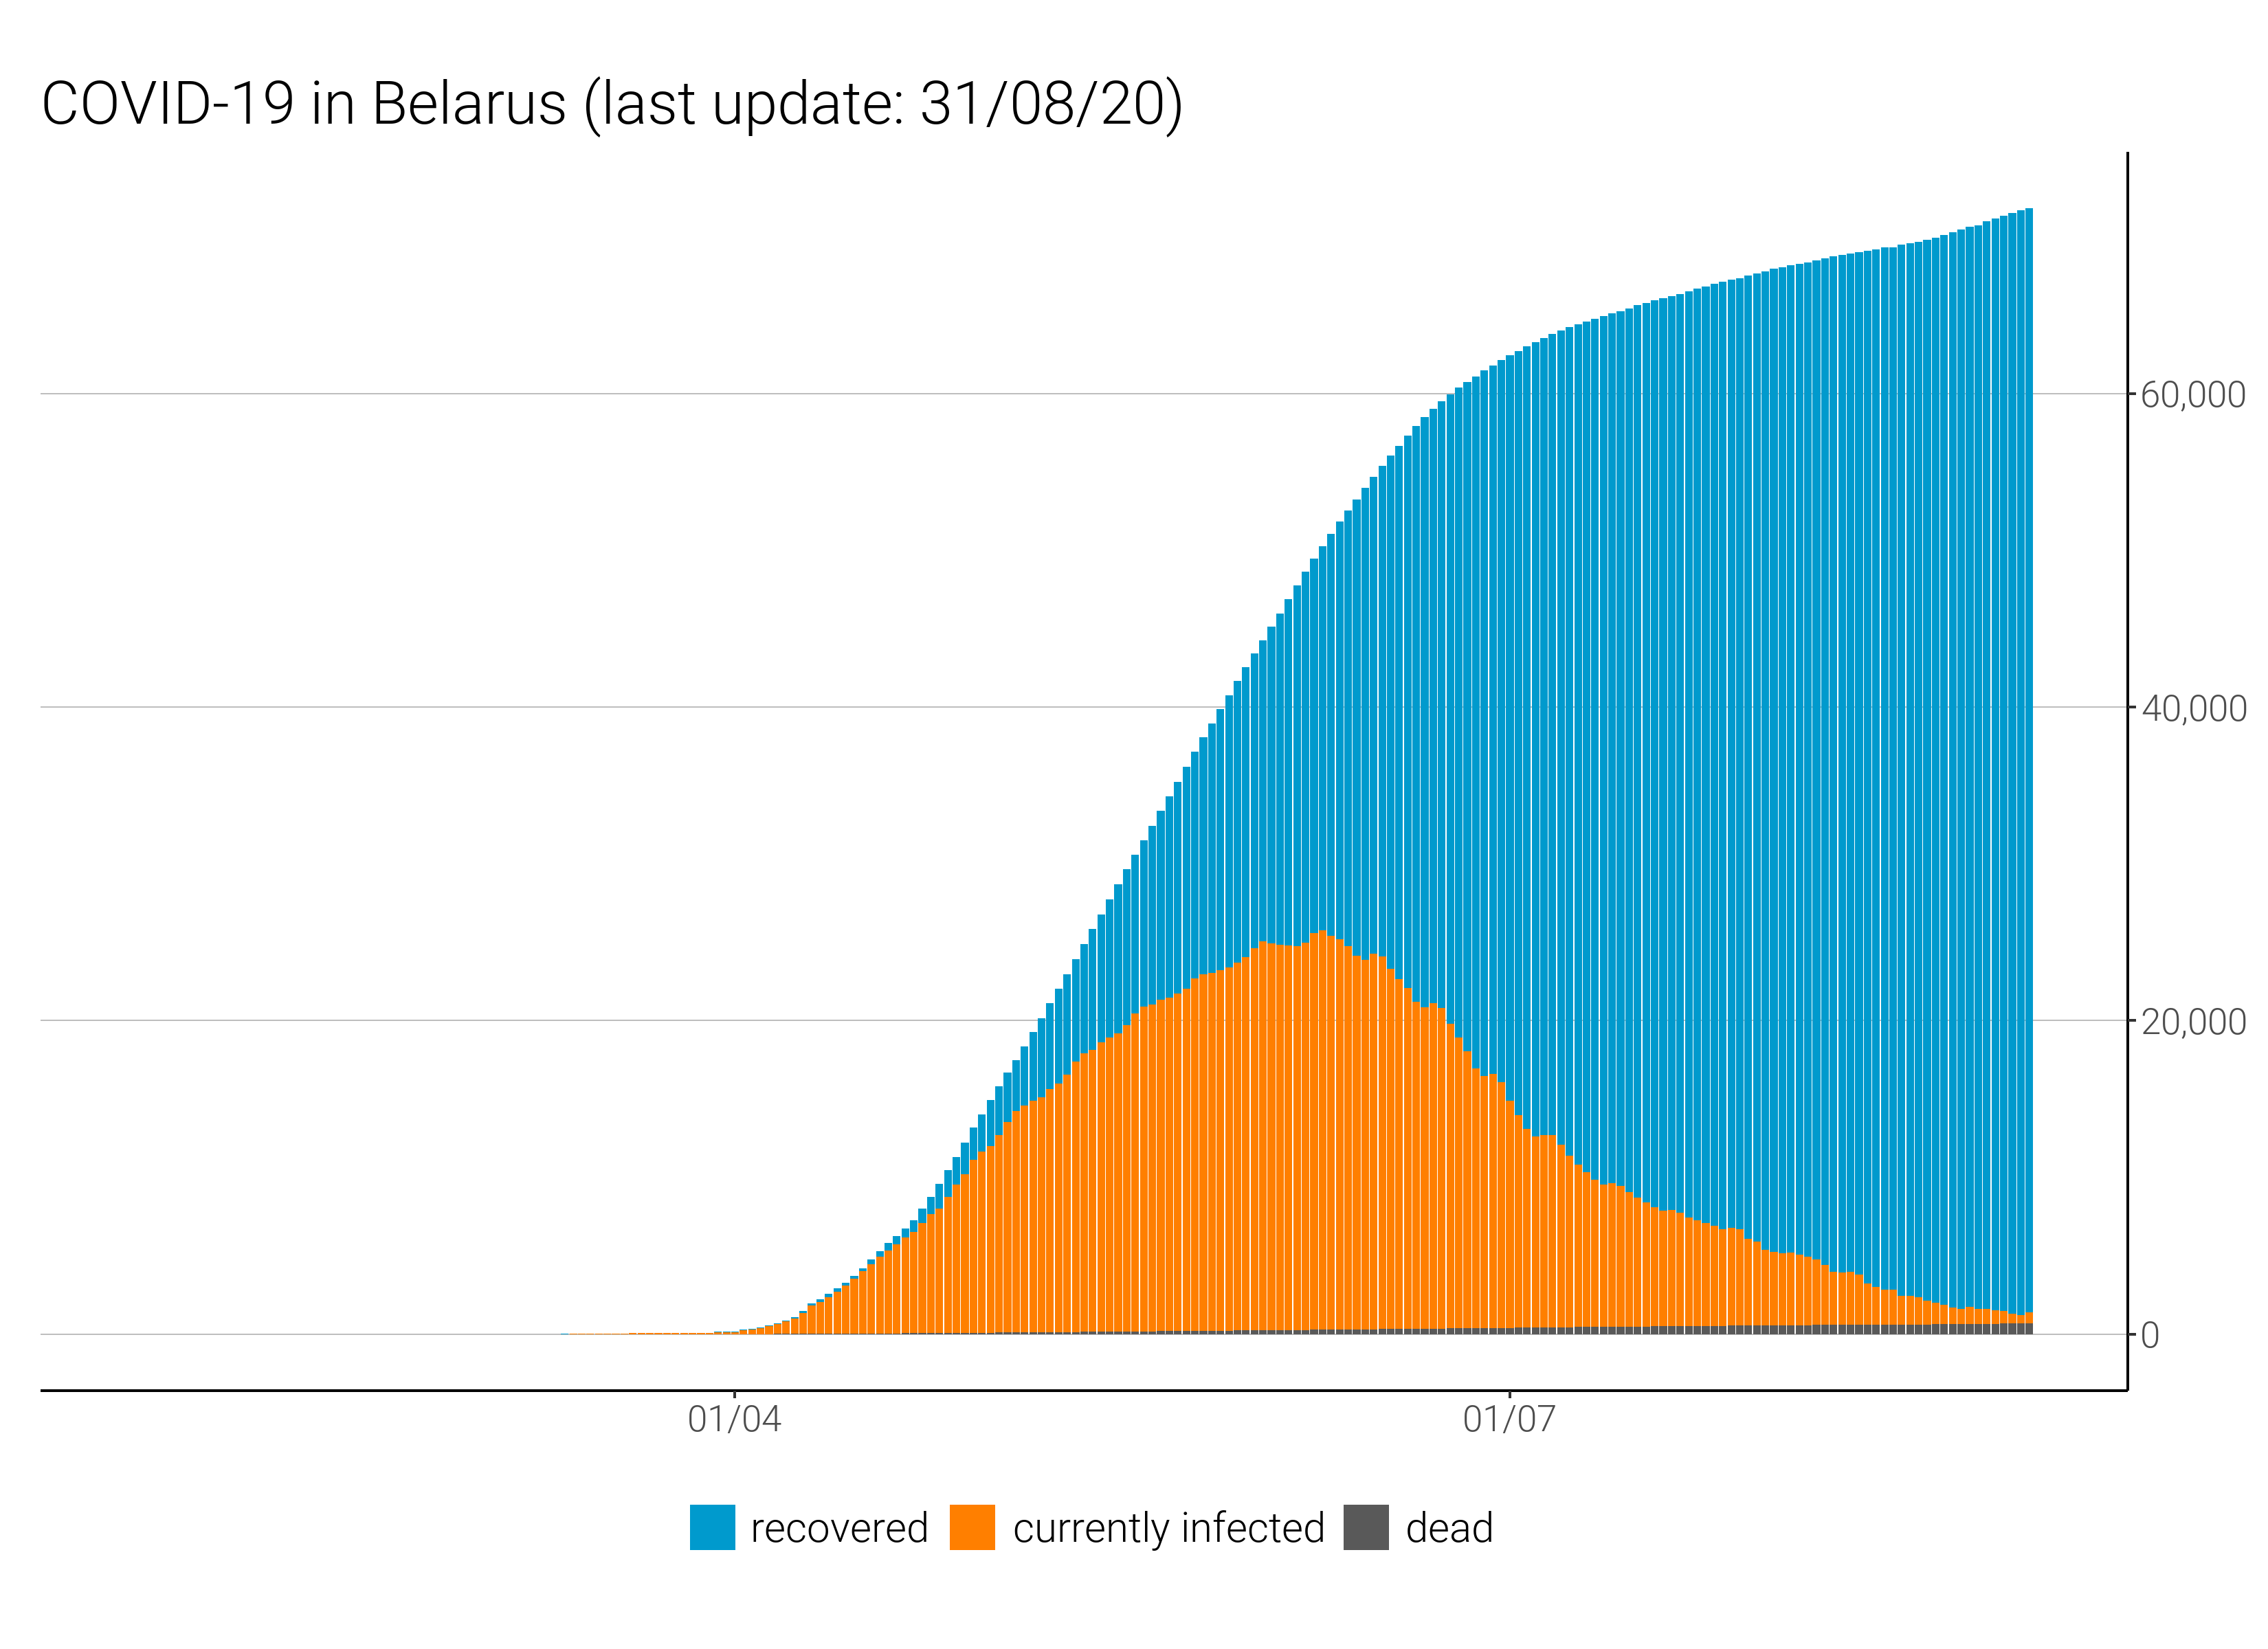 COVID-19 in Belarus (last update: 31/08/20)
60,000
40,000
20,000
0
01/04 01/07
recovered currently infected dead